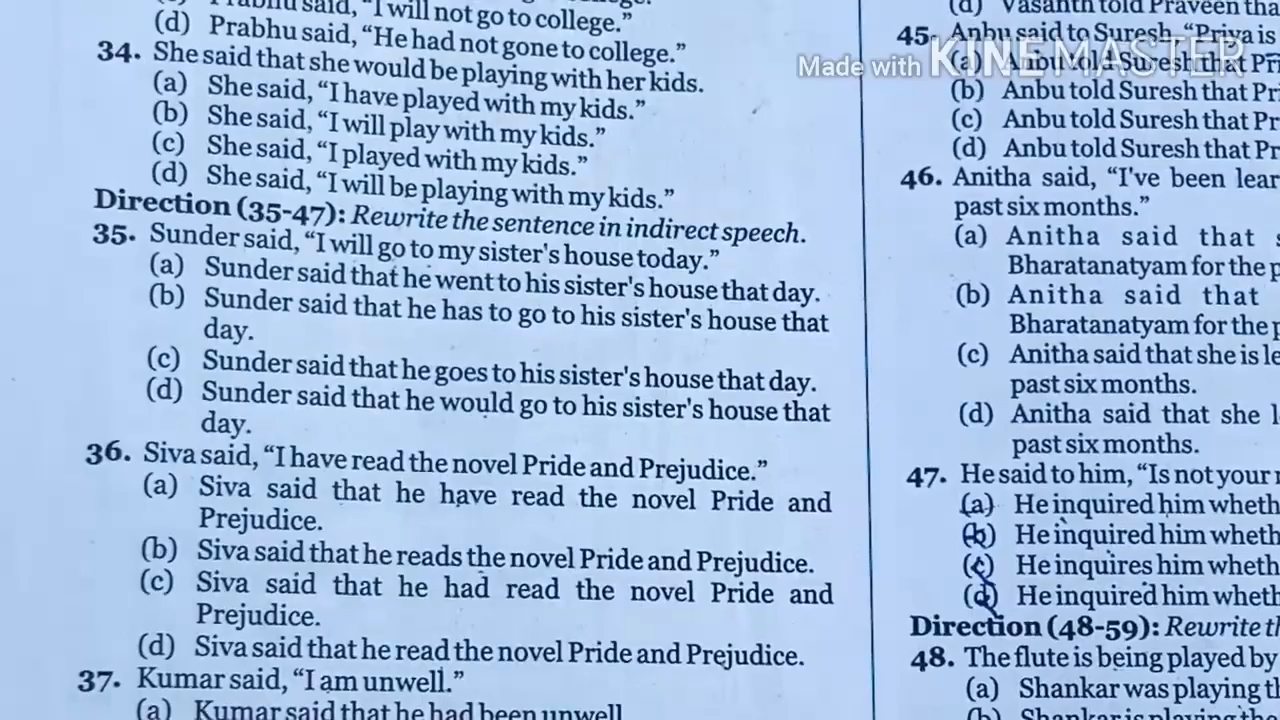 Prabhu said, “I will not go to college.”
(d) Prabhu said, “He had not gone to college.”
34. She said that she would be playing with her kids.
(a) She said, “I have played with my kids.”
(b) She said, “I will play with my kids.”
(c) She said, “I played with my kids.”
(d) She said, “I will be playing with my kids.”
Direction (35-47): Rewrite the sentence in indirect speech.
35. Sunder said, “I will go to my sister's house today.”
(a) Sunder said that he went to his sister's house that day.
(b) Sunder said that he has to go to his sister's house that
day.
(c) Sunder said that he goes to his sister's house that day.
(d) Sunder said that he would go to his sister's house that
day.
36. Siva said, “I have read the novel Pride and Prejudice.”
(a) Siva said that he have read the novel Pride and
Prejudice.
(b) Siva said that he reads the novel Pride and Prejudice.
(c) Siva said that he had read the novel Pride and
Prejudice.
(d) Siva said that he read the novel Pride and Prejudice.
37. Kumar said, “I am unwell.”
(a) Kumar said that he had been unwell
(d) Vasanth told Praveen tha
45. Anbu said to Suresh, “Priya is
Made with KINEMASTER
(a) Anbu told Suresh that Pri
(b) Anbu told Suresh that Pri
(c) Anbu told Suresh that Pr
(d) Anbu told Suresh that Pr
46. Anitha said, “I've been lear
past six months.”
(a) Anitha said that
Bharatanatyam for the p
(b) Anitha said that
Bharatanatyam for the p
(c) Anitha said that she is le
past six months.
(d) Anitha said that she l
past six months.
47. He said to him, “Is not your
(a) He inquired him wheth
(b) He inquired him wheth
(c) He inquires him wheth
(d) He inquired him wheth
Direction (48-59): Rewrite th
48. The flute is being played by
(a) Shankar was playing th
(b) Shankar is playing the